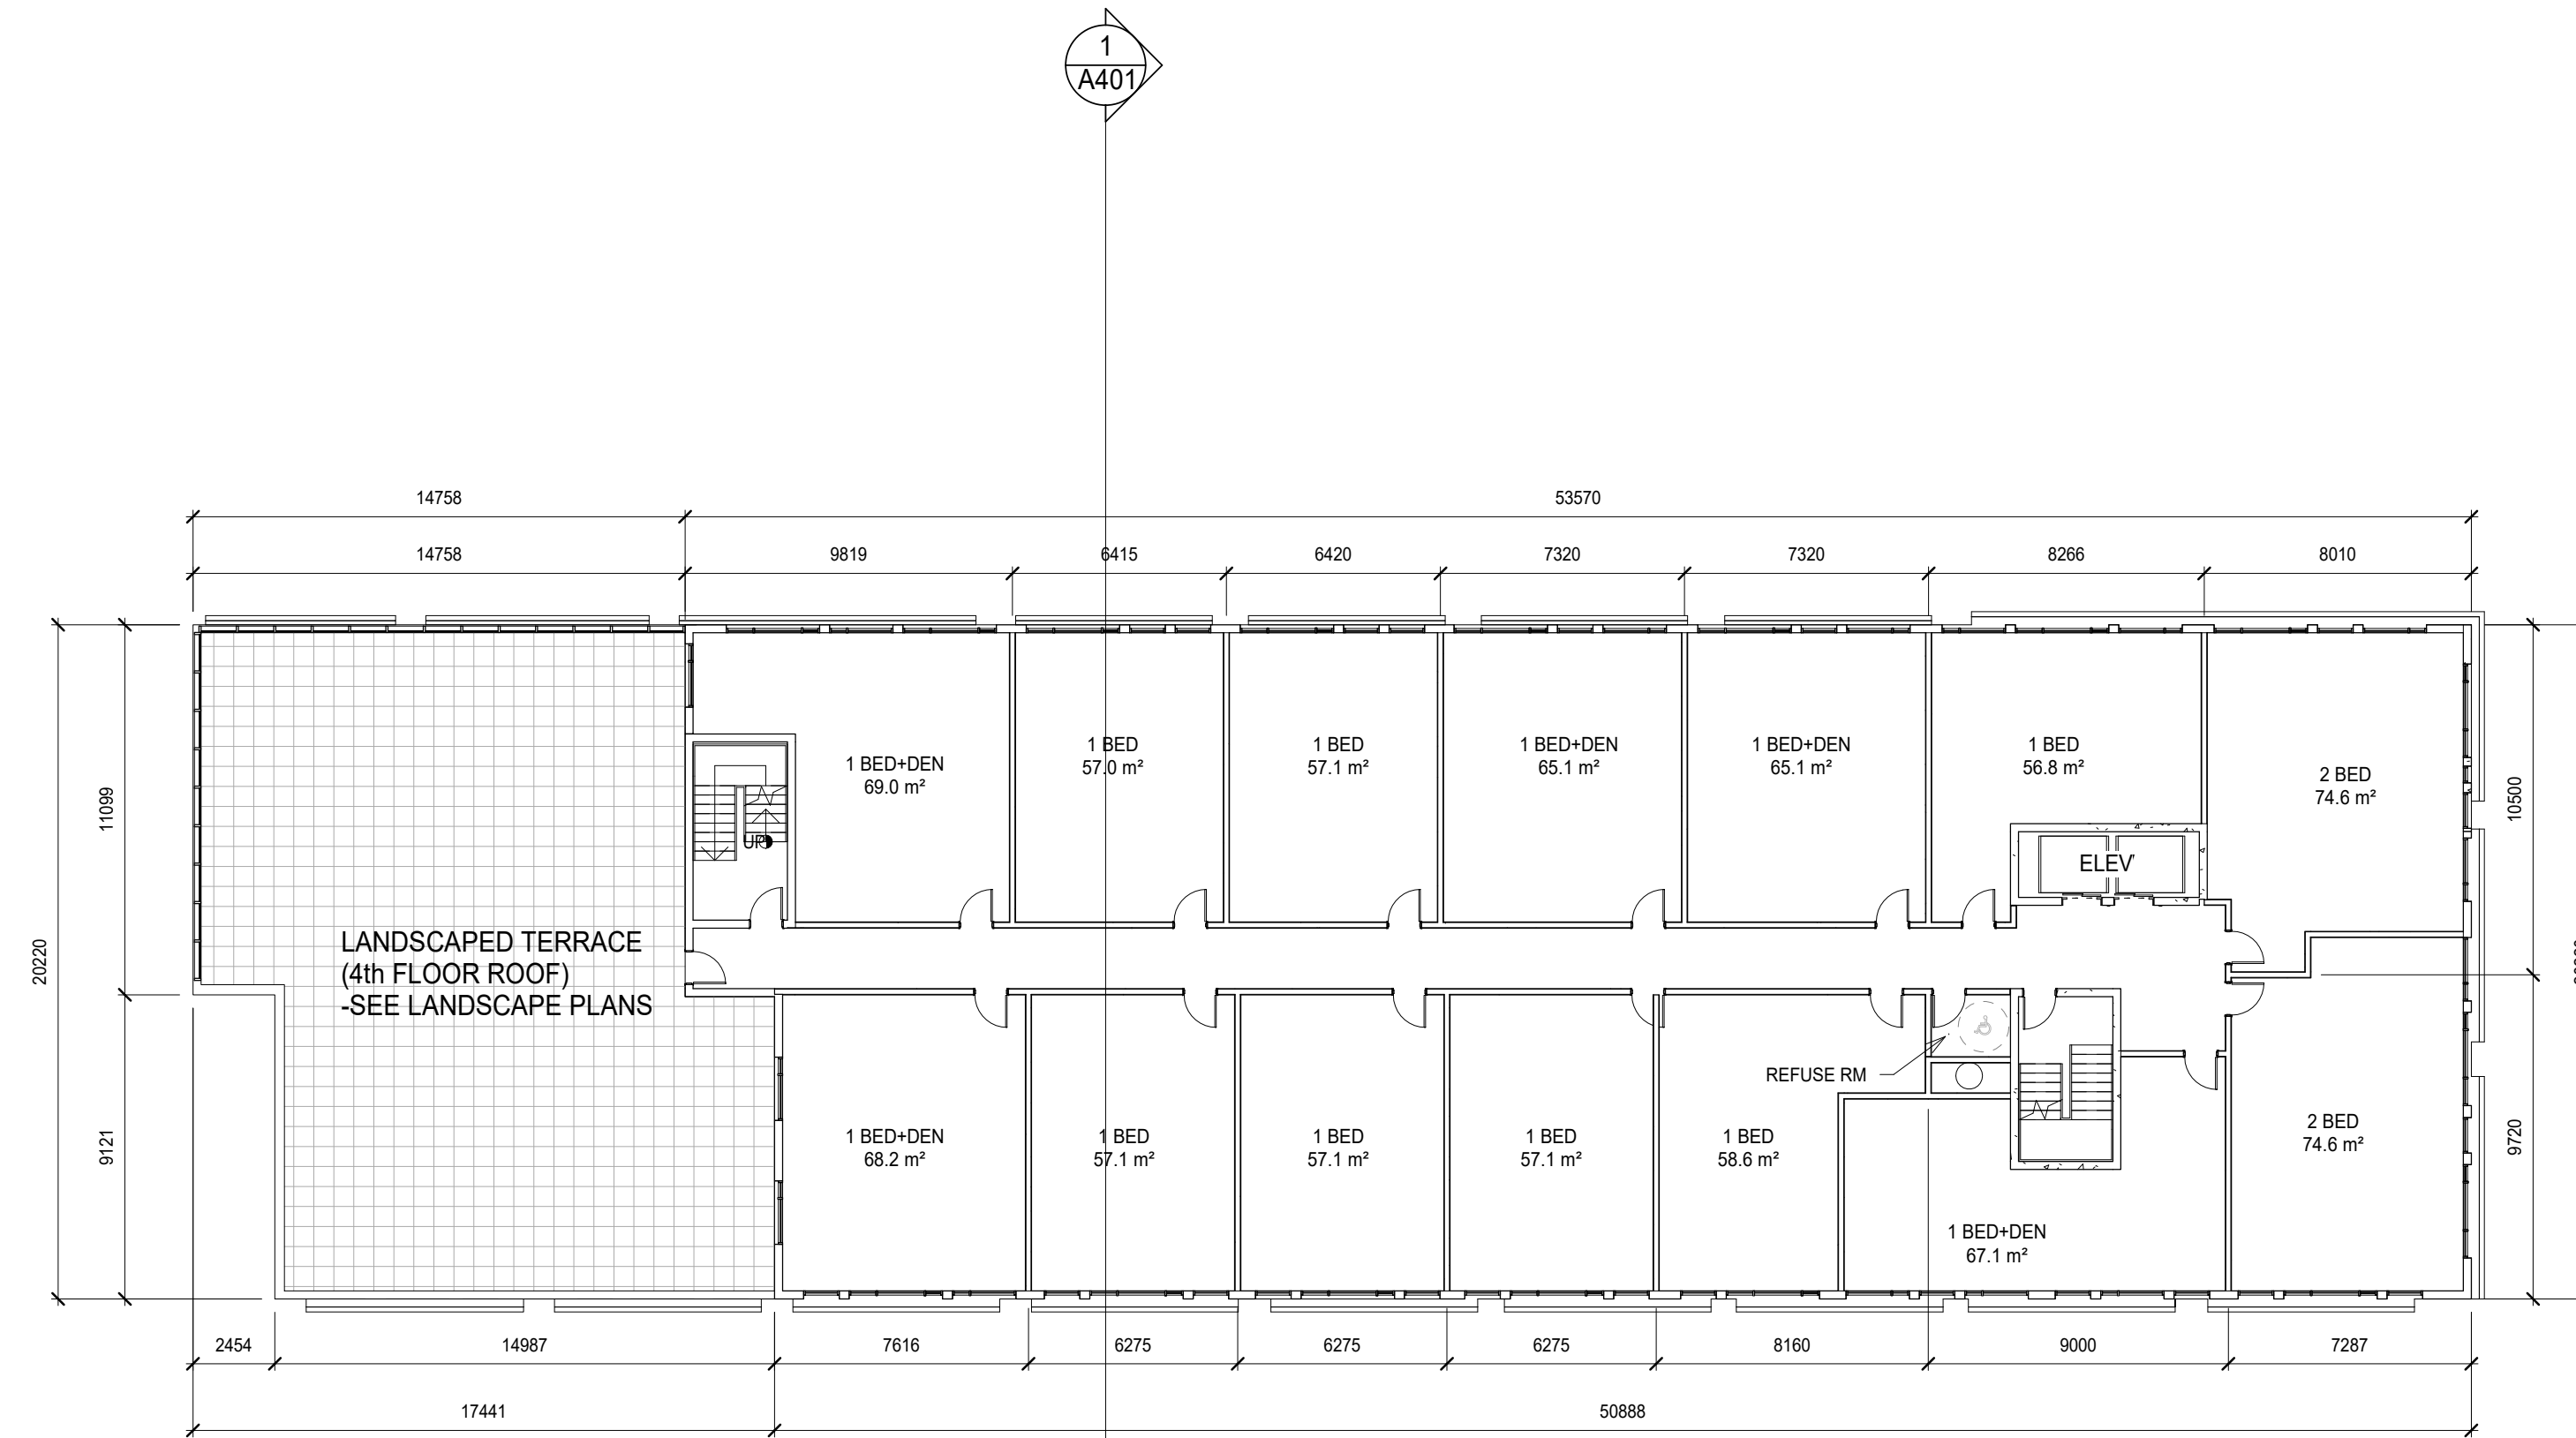 1
A401
14758
53570
14758
9819
6415
6420
7320
7320
8266
8010
11099
20220
9121
10500
9720
1 BED+DEN
69.0 m²
1 BED
57.0 m²
1 BED
57.1 m²
1 BED+DEN
65.1 m²
1 BED+DEN
65.1 m²
1 BED
56.8 m²
2 BED
74.6 m²
UP
ELEV
LANDSCAPED TERRACE
(4th FLOOR ROOF)
-SEE LANDSCAPE PLANS
REFUSE RM
1 BED+DEN
68.2 m²
1 BED
57.1 m²
1 BED
57.1 m²
1 BED
57.1 m²
1 BED
58.6 m²
1 BED+DEN
67.1 m²
2 BED
74.6 m²
2454
14987
7616
6275
6275
6275
8160
9000
7287
17441
50888